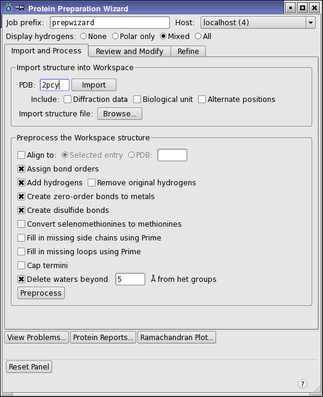 Protein Preparation Wizard
Job prefix: prepwizard Host: localhost (4)
Display hydrogens: None Polar only Mixed All
Import and Process Review and Modify Refine
Import structure into Workspace
PDB: 2pcy Import
Include: Diffraction data Biological unit Alternate positions
Import structure file: Browse...
Preprocess the Workspace structure
Align to: Selected entry PDB:
Assign bond orders
Add hydrogens Remove original hydrogens
Create zero-order bonds to metals
Create disulfide bonds
Convert selenomethionines to methionines
Fill in missing side chains using Prime
Fill in missing loops using Prime
Cap termini
Delete waters beyond 5 Å from het groups
Preprocess
View Problems... Protein Reports... Ramachandran Plot...
Reset Panel
?